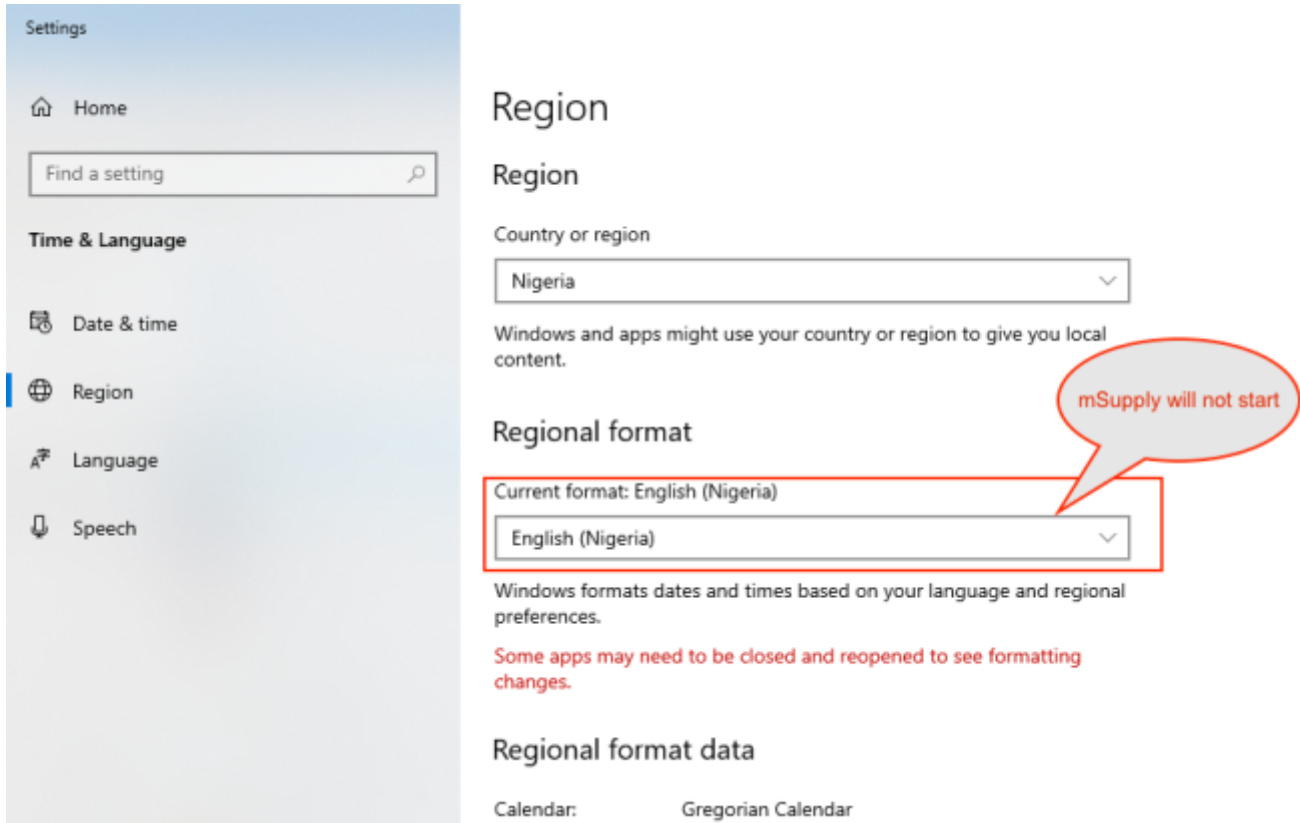 Settings
Home
Find a setting
Time & Language
Date & time
Region
Language
Speech
Region
Region
Country or region
Nigeria
Windows and apps might use your country or region to give you local
content.
mSupply will not start
Regional format
Current format: English (Nigeria)
English (Nigeria)
Windows formats dates and times based on your language and regional
preferences.
Some apps may need to be closed and reopened to see formatting
changes.
Regional format data
Calendar: Gregorian Calendar